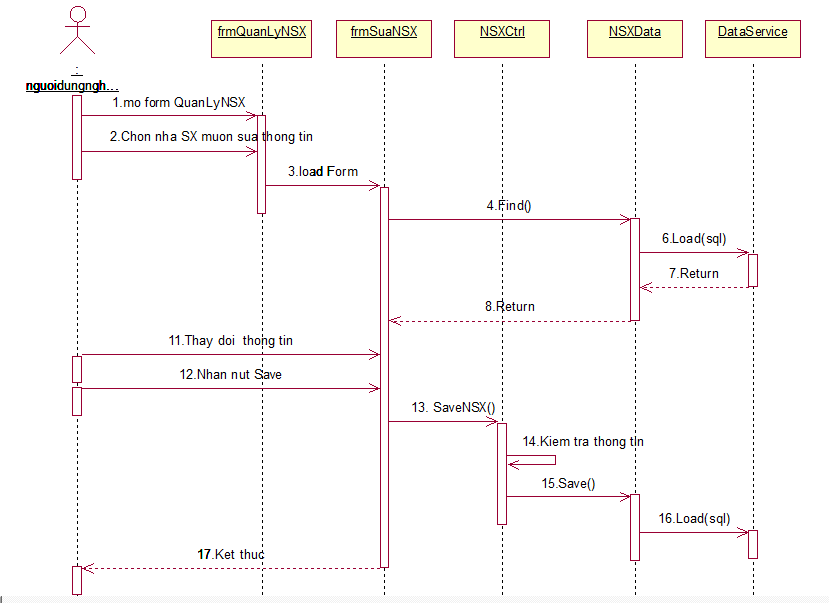 frmQuanLyNSX
frmSuaNSX
NSXCtrl
NSXData
DataService
:
nguoidungngh...
1.mo form QuanLyNSX
2.Chon nha SX muon sua thong tin
3.load Form
4.Find()
6.Load(sql)
7.Return
8.Return
11.Thay doi thong tin
12.Nhan nut Save
13. SaveNSX()
14.Kiem tra thong tin
15.Save()
16.Load(sql)
17.Ket thuc